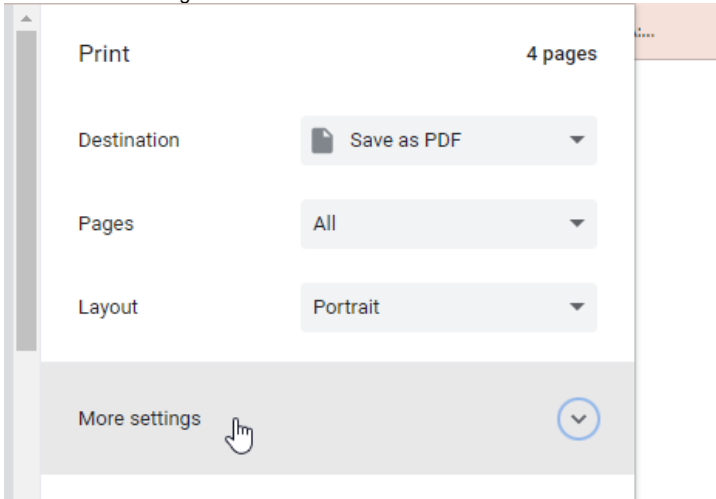 Print 4 pages
Destination Save as PDF
Pages All
Layout Portrait
More settings